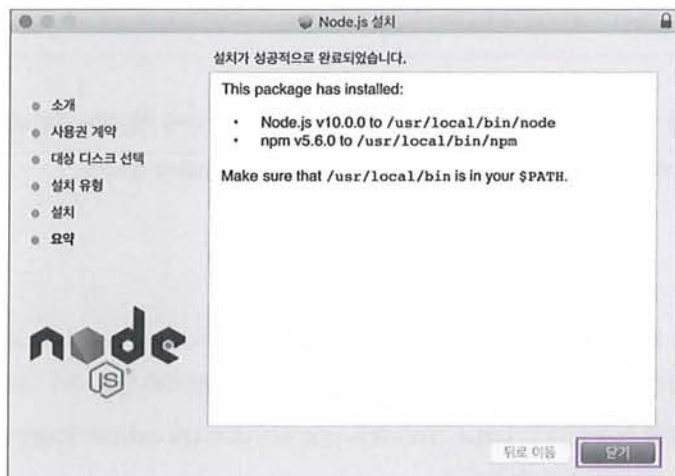 Node.js 설치
설치가 성공적으로 완료되었습니다.
소개
사용권 계약
대상 디스크 선택
설치 유형
설치
요약
This package has installed:
• Node.js v10.0.0 to /usr/local/bin/node
• npm v5.6.0 to /usr/local/bin/npm
Make sure that /usr/local/bin is in your $PATH.
node
JS
뒤로 이동
닫기